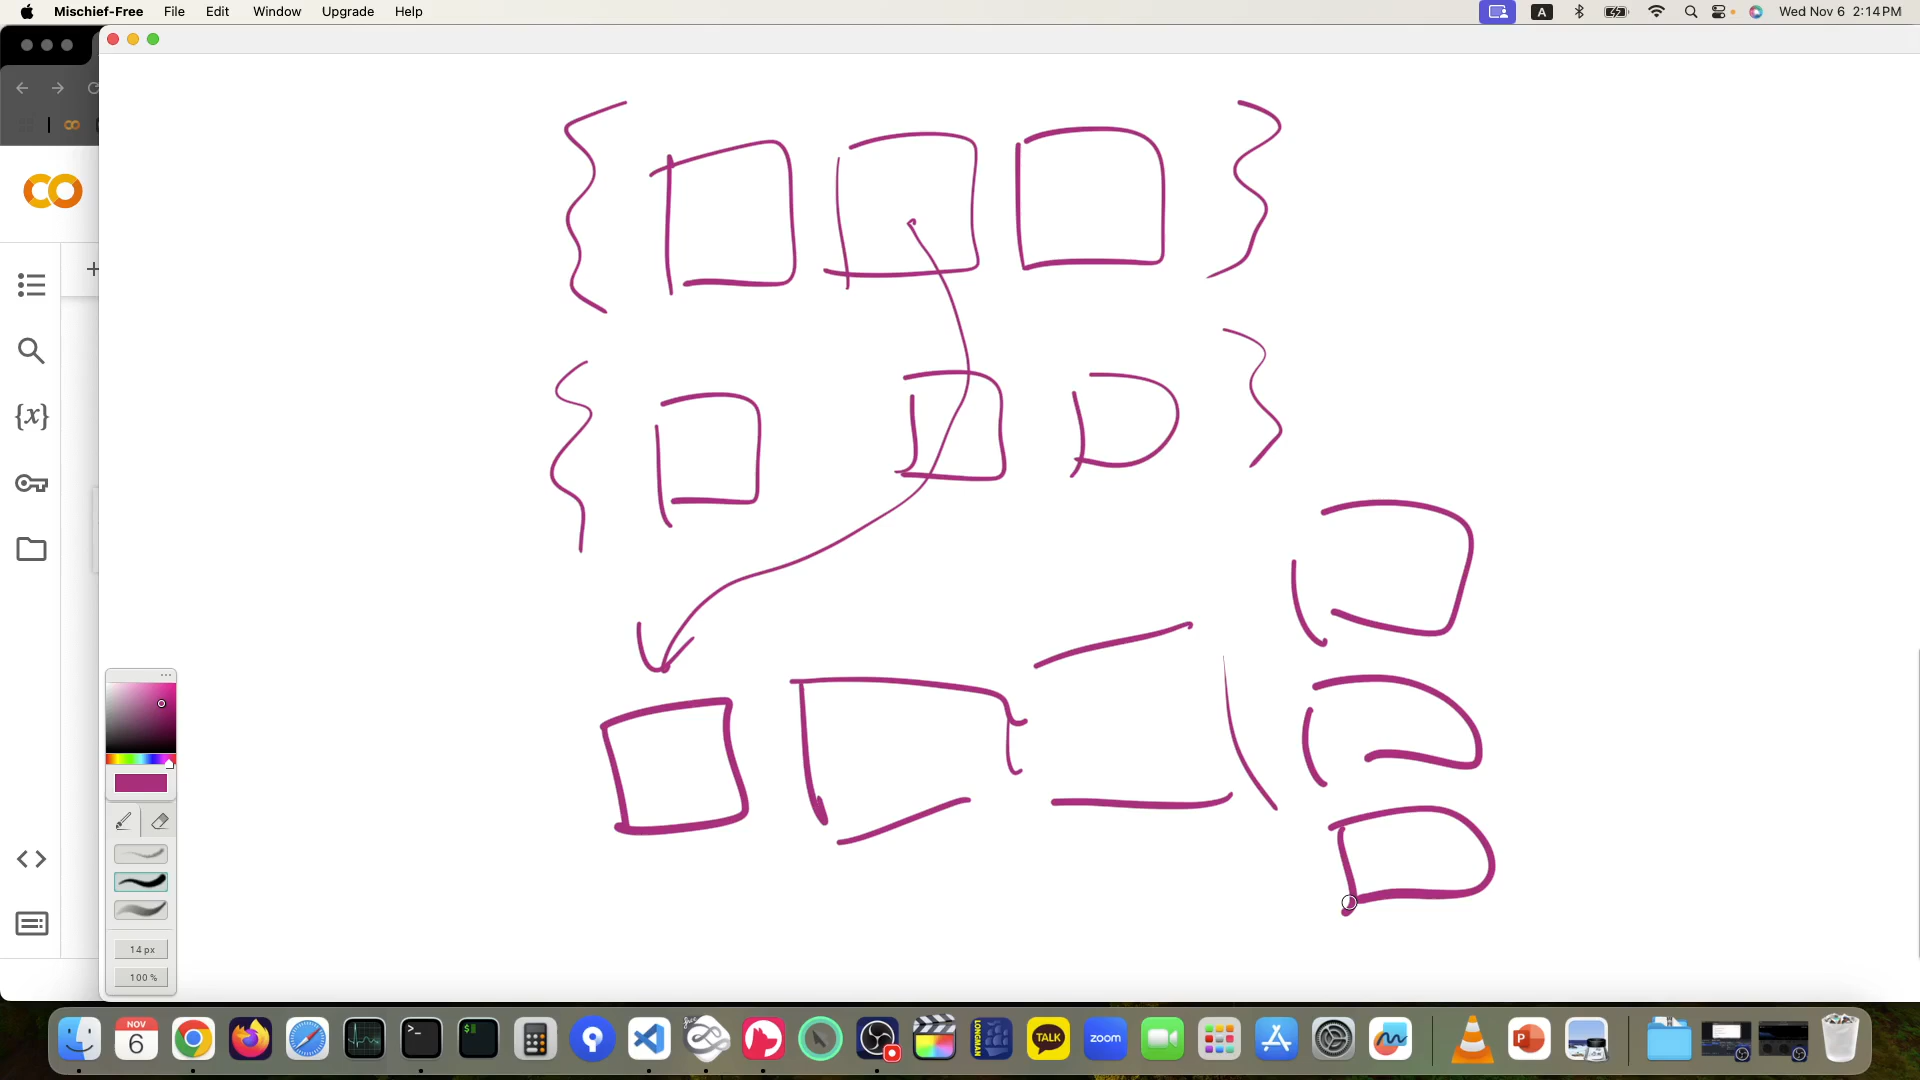 Mischief-Free File Edit Window Upgrade Help
A Wed Nov 6 2:14 PM
{x}
14 px
100 %
NOV
6
TALK
zoom
LONGMAN